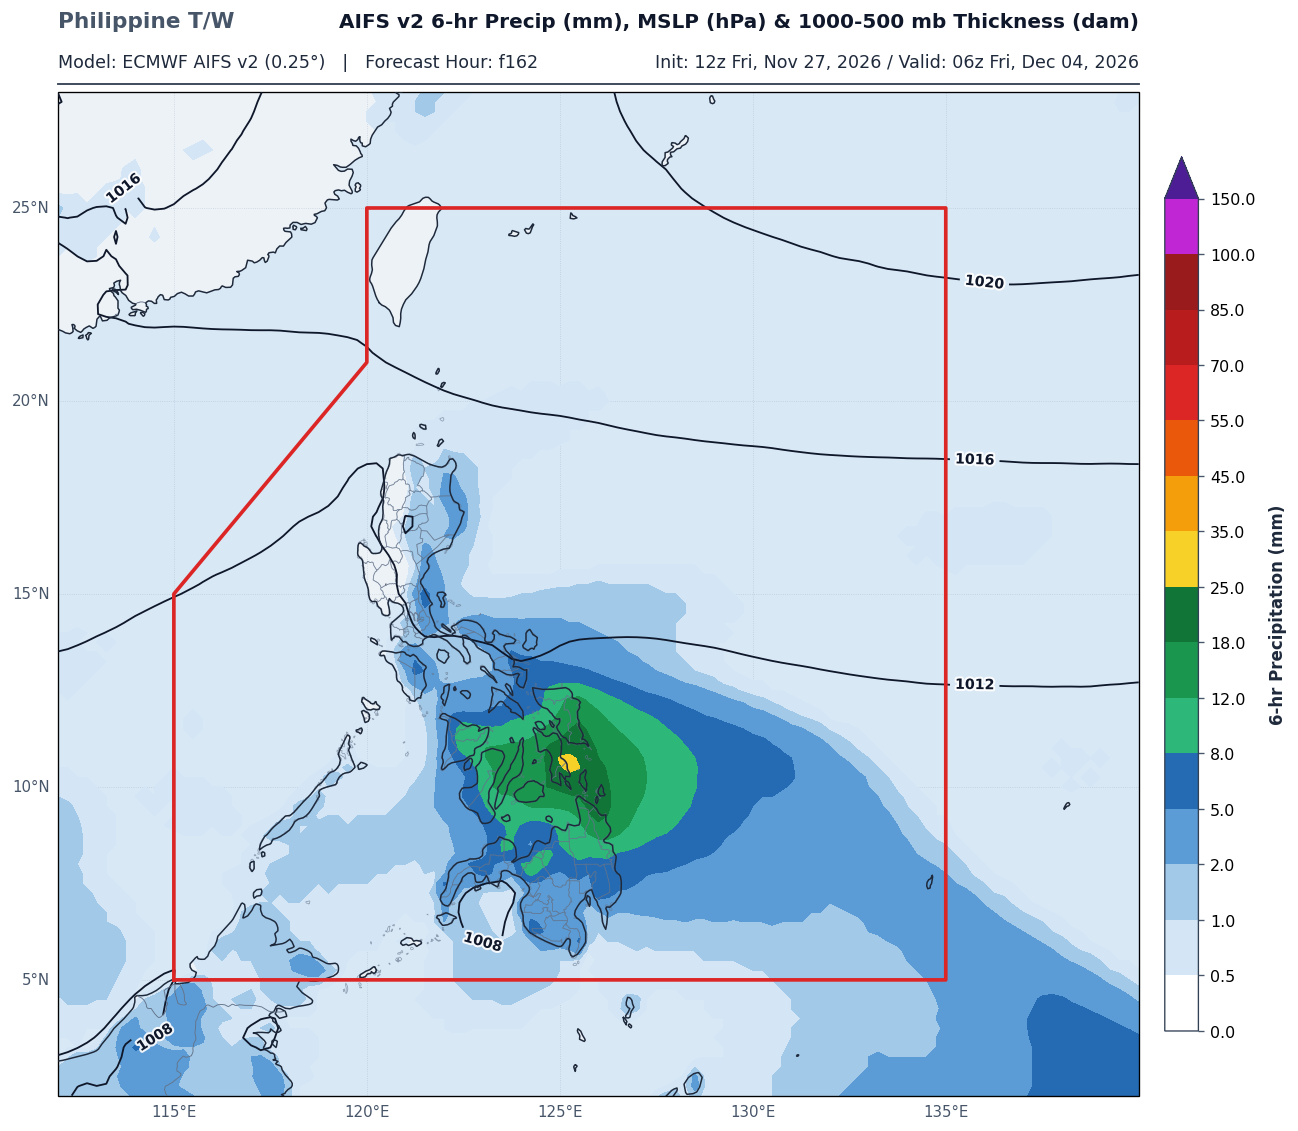 Philippine T/W
AIFS v2 6-hr Precip (mm), MSLP (hPa) & 1000-500 mb Thickness (dam)
Model: ECMWF AIFS v2 (0.25°) | Forecast Hour: f162
Init: 12z Fri, Nov 27, 2026 / Valid: 06z Fri, Dec 04, 2026
25°N
20°N
15°N
10°N
5°N
115°E
120°E
125°E
130°E
135°E
1016
1020
1016
1012
1008
1008
150.0
100.0
85.0
70.0
55.0
45.0
35.0
25.0
18.0
12.0
8.0
5.0
2.0
1.0
0.5
0.0
6-hr Precipitation (mm)